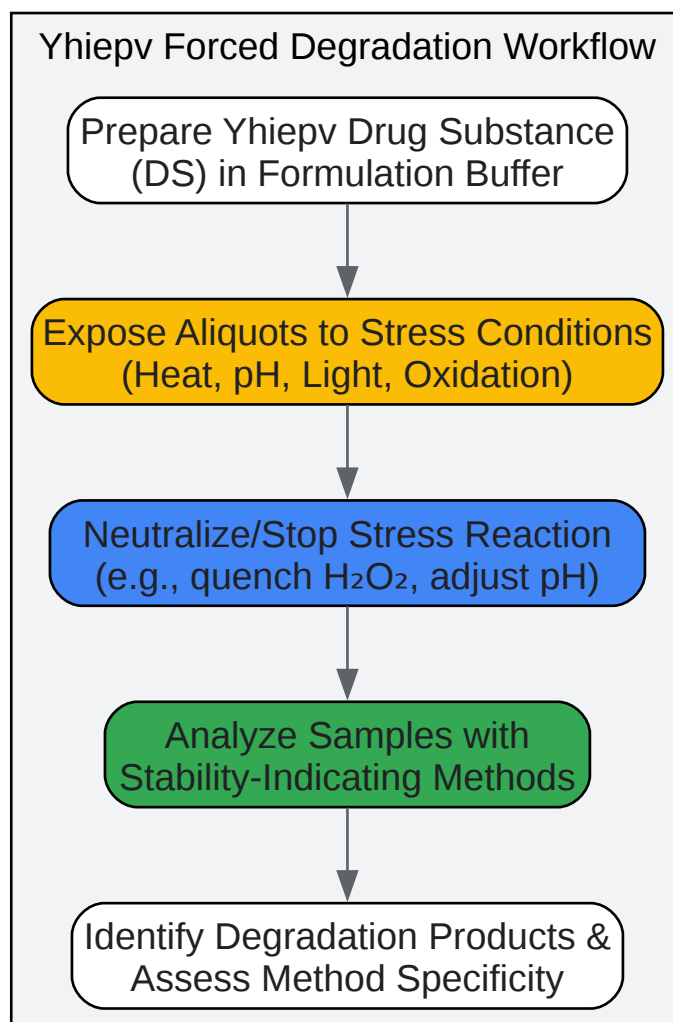 Yhiepv Forced Degradation Workflow
Prepare Yhiepv Drug Substance
(DS) in Formulation Buffer
Expose Aliquots to Stress Conditions
(Heat, pH, Light, Oxidation)
Neutralize/Stop Stress Reaction
(e.g., quench H₂O₂, adjust pH)
Analyze Samples with
Stability-Indicating Methods
Identify Degradation Products &
Assess Method Specificity